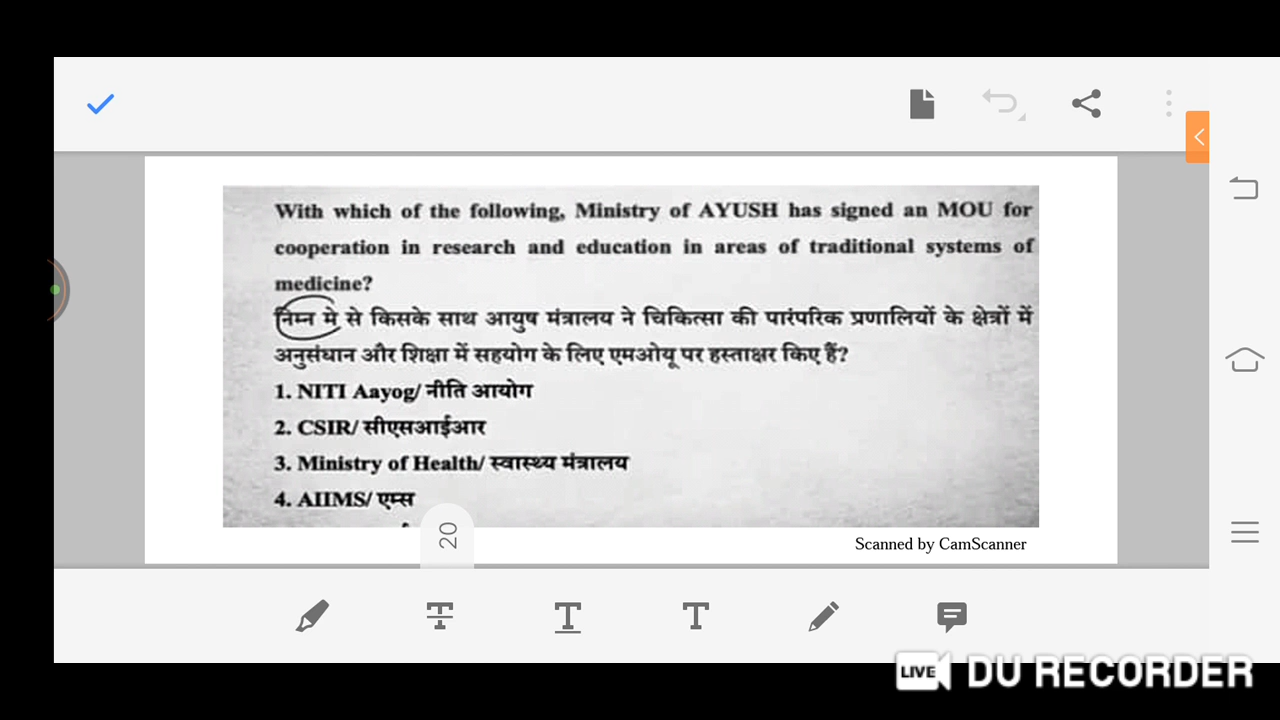 With which of the following, Ministry of AYUSH has signed an MOU for
cooperation in research and education in areas of traditional systems of
medicine?
निम्न मे से किसके साथ आयुष मंत्रालय ने चिकित्सा की पारंपरिक प्रणालियों के क्षेत्रों में
अनुसंधान और शिक्षा में सहयोग के लिए एमओयू पर हस्ताक्षर किए हैं?
1. NITI Aayog/ नीति आयोग
2. CSIR/ सीएसआईआर
3. Ministry of Health/ स्वास्थ्य मंत्रालय
4. AIIMS/ एम्स
20
Scanned by CamScanner
LIVE DU RECORDER